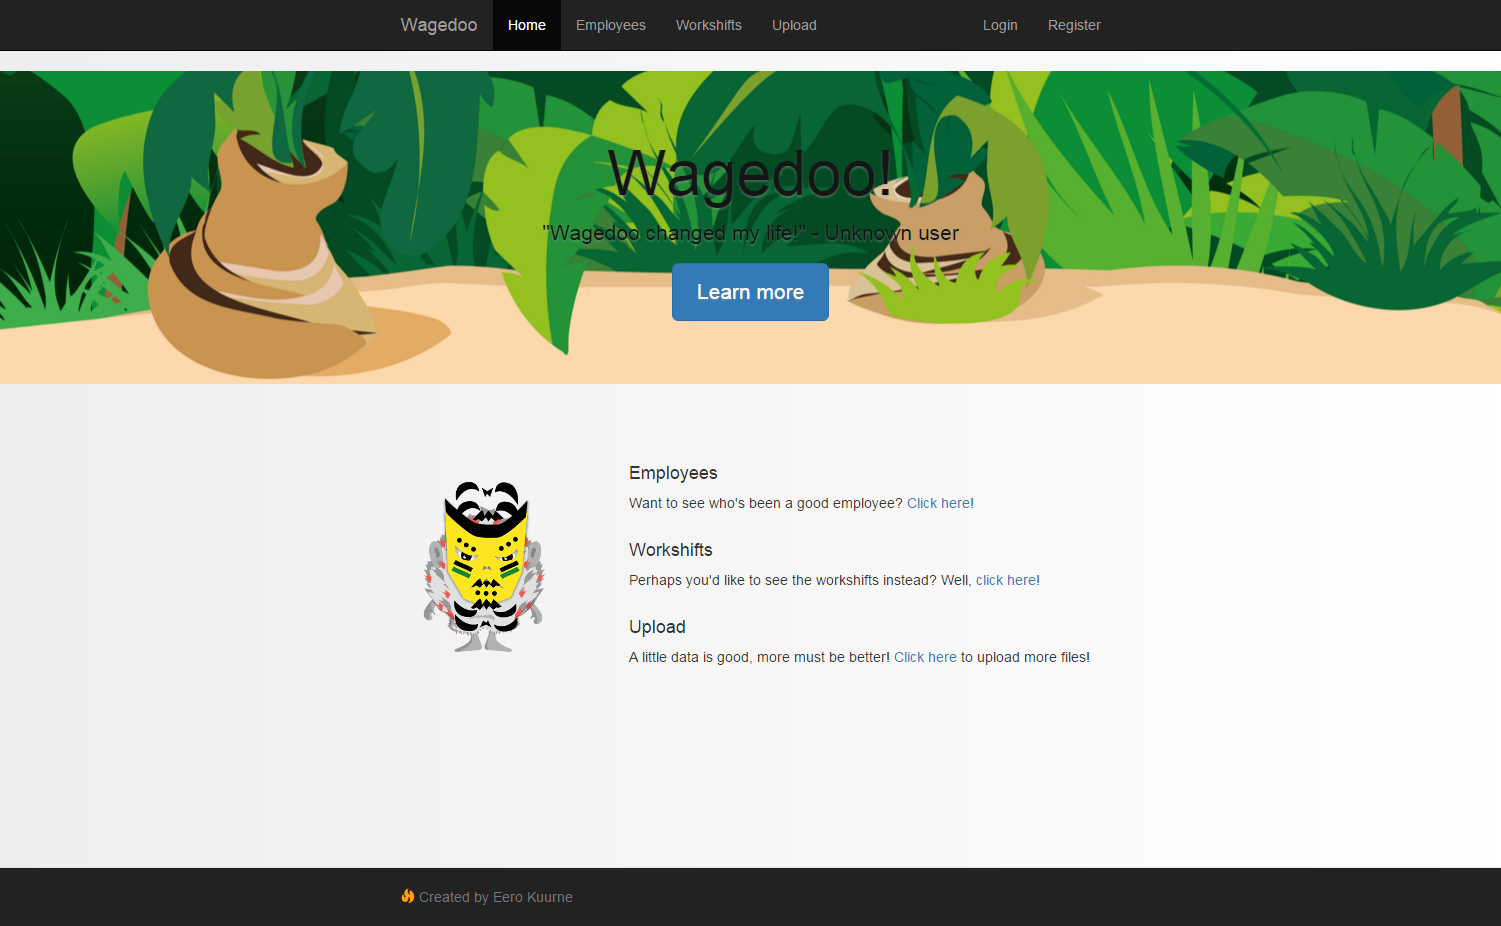 Wagedoo Home Employees Workshifts Upload Login Register
Wagedoo!
"Wagedoo changed my life!" - Unknown user
Learn more
Employees
Want to see who's been a good employee? Click here!
Workshifts
Perhaps you'd like to see the workshifts instead? Well, click here!
Upload
A little data is good, more must be better! Click here to upload more files!
Created by Eero Kuurne